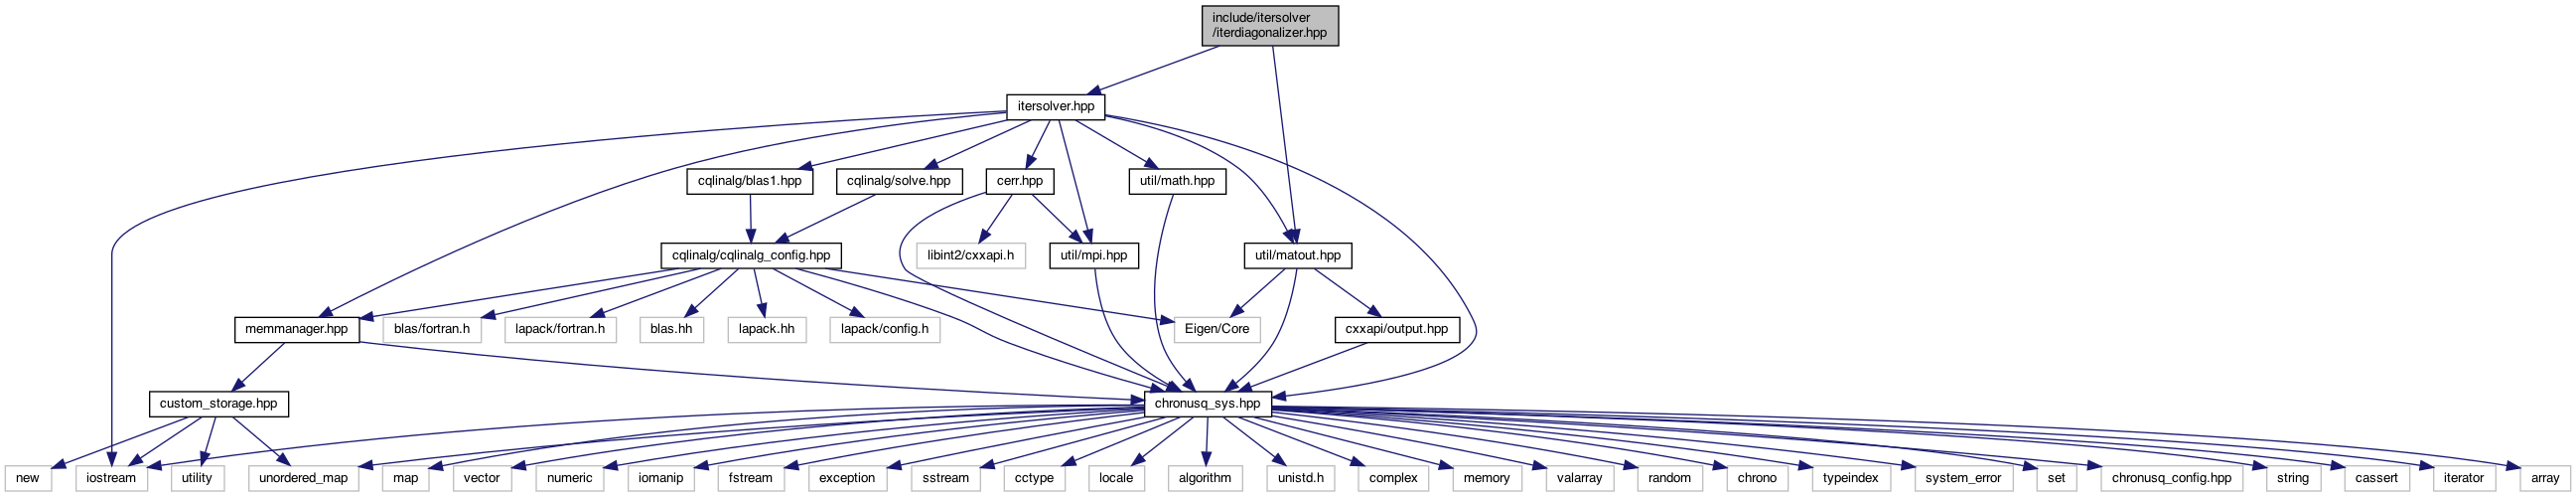 include/itersolver
/iterdiagonalizer.hpp
itersolver.hpp
cqlinalg/blas1.hpp
cqlinalg/solve.hpp
cerr.hpp
util/math.hpp
cqlinalg/cqlinalg_config.hpp
libint2/cxxapi.h
util/mpi.hpp
util/matout.hpp
memmanager.hpp
blas/fortran.h
lapack/fortran.h
blas.hh
lapack.hh
lapack/config.h
Eigen/Core
cxxapi/output.hpp
custom_storage.hpp
chronusq_sys.hpp
new
iostream
utility
unordered_map
map
vector
numeric
iomanip
fstream
exception
sstream
cctype
locale
algorithm
unistd.h
complex
memory
valarray
random
chrono
typeindex
system_error
set
chronusq_config.hpp
string
cassert
iterator
array